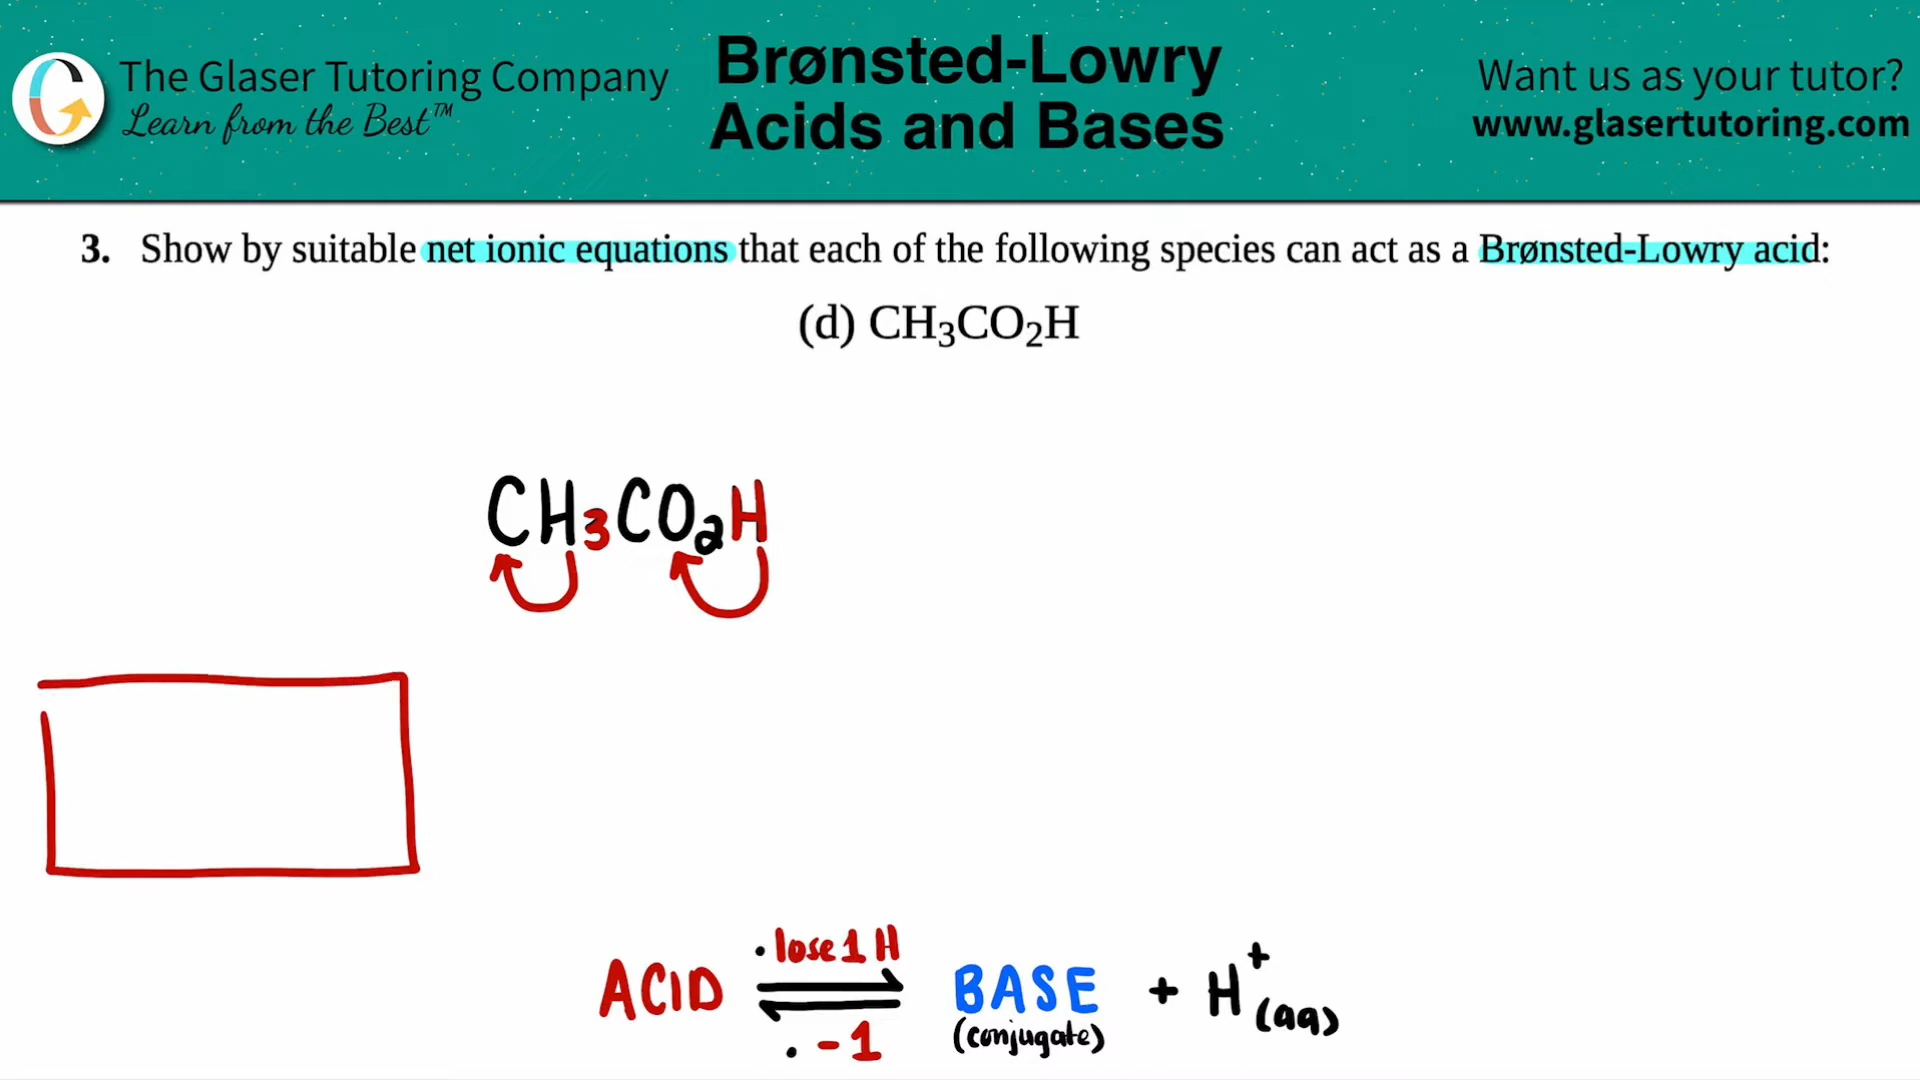 The Glaser Tutoring Company
Learn from the Best™
Brønsted-Lowry
Acids and Bases
Want us as your tutor?
www.glasertutoring.com
3. Show by suitable net ionic equations that each of the following species can act as a Brønsted-Lowry acid:
(d) CH₃CO₂H
CH₃CO₂H
• lose 1 H
ACID ⇌ BASE + H⁺(aq)
• -1
(conjugate)